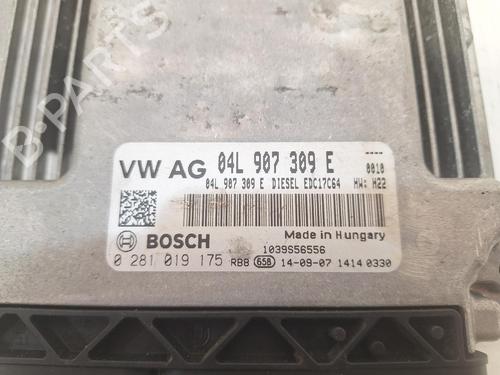 B-PARTS
VW AG 04L 907 309 E ----
04L 907 309 E DIESEL EDC17C64 0010
HW: H22
Made in Hungary
BOSCH 1039S56556
0 281 019 175 RBB 658 14-09-07 1414 0330